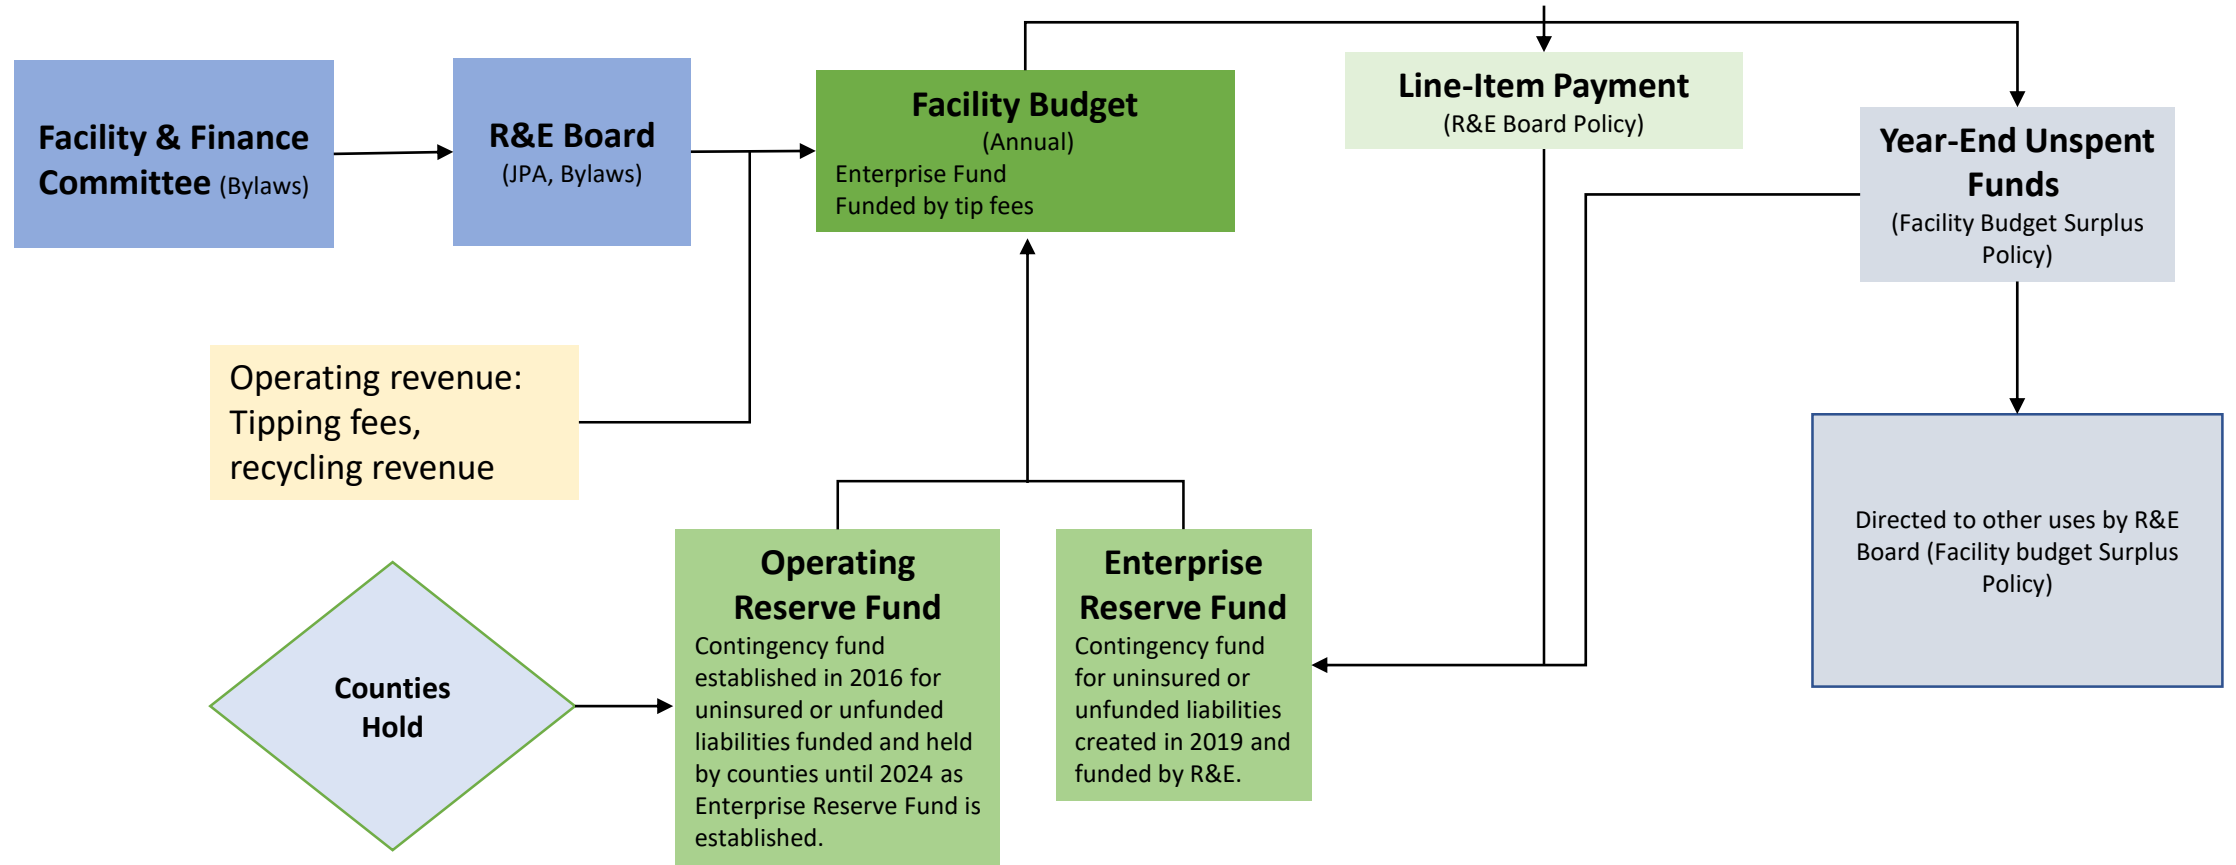 Facility & Finance
Committee (Bylaws)
R&E Board
(JPA, Bylaws)
Facility Budget
(Annual)
Enterprise Fund
Funded by tip fees
Line-Item Payment
(R&E Board Policy)
Year-End Unspent
Funds
(Facility Budget Surplus
Policy)
Operating revenue:
Tipping fees,
recycling revenue
Counties
Hold
Operating
Reserve Fund
Contingency fund
established in 2016 for
uninsured or unfunded
liabilities funded and held
by counties until 2024 as
Enterprise Reserve Fund is
established.
Enterprise
Reserve Fund
Contingency fund
for uninsured or
unfunded liabilities
created in 2019 and
funded by R&E.
Directed to other uses by R&E
Board (Facility budget Surplus
Policy)